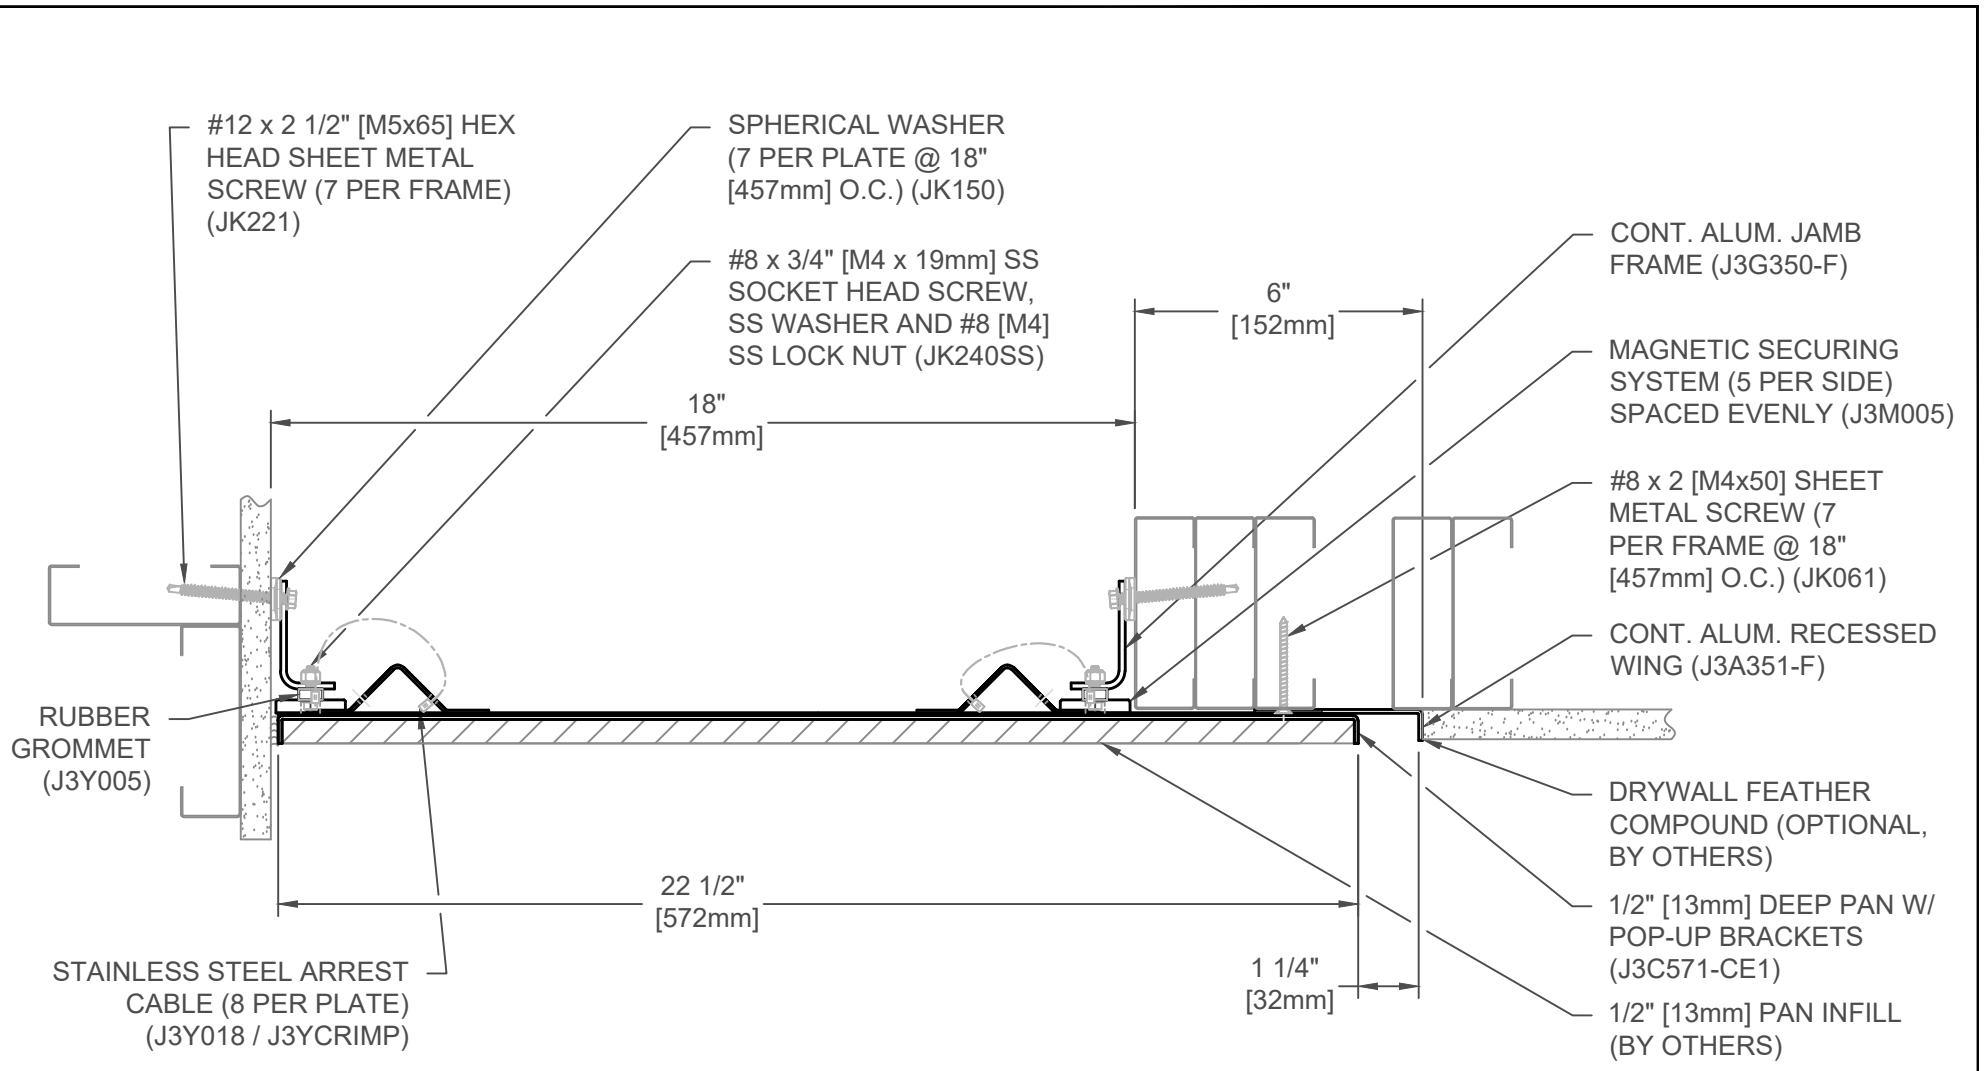 #12 x 2 1/2" [M5x65] HEX
HEAD SHEET METAL
SCREW (7 PER FRAME)
(JK221)
SPHERICAL WASHER
(7 PER PLATE @ 18"
[457mm] O.C.) (JK150)
#8 x 3/4" [M4 x 19mm] SS
SOCKET HEAD SCREW,
SS WASHER AND #8 [M4]
SS LOCK NUT (JK240SS)
18"
[457mm]
6"
[152mm]
CONT. ALUM. JAMB
FRAME (J3G350-F)
MAGNETIC SECURING
SYSTEM (5 PER SIDE)
SPACED EVENLY (J3M005)
#8 x 2 [M4x50] SHEET
METAL SCREW (7
PER FRAME @ 18"
[457mm] O.C.) (JK061)
CONT. ALUM. RECESSED
WING (J3A351-F)
RUBBER
GROMMET
(J3Y005)
DRYWALL FEATHER
COMPOUND (OPTIONAL,
BY OTHERS)
22 1/2"
[572mm]
1/2" [13mm] DEEP PAN W/
POP-UP BRACKETS
(J3C571-CE1)
STAINLESS STEEL ARREST
CABLE (8 PER PLATE)
(J3Y018 / J3YCRIMP)
1 1/4"
[32mm]
1/2" [13mm] PAN INFILL
(BY OTHERS)